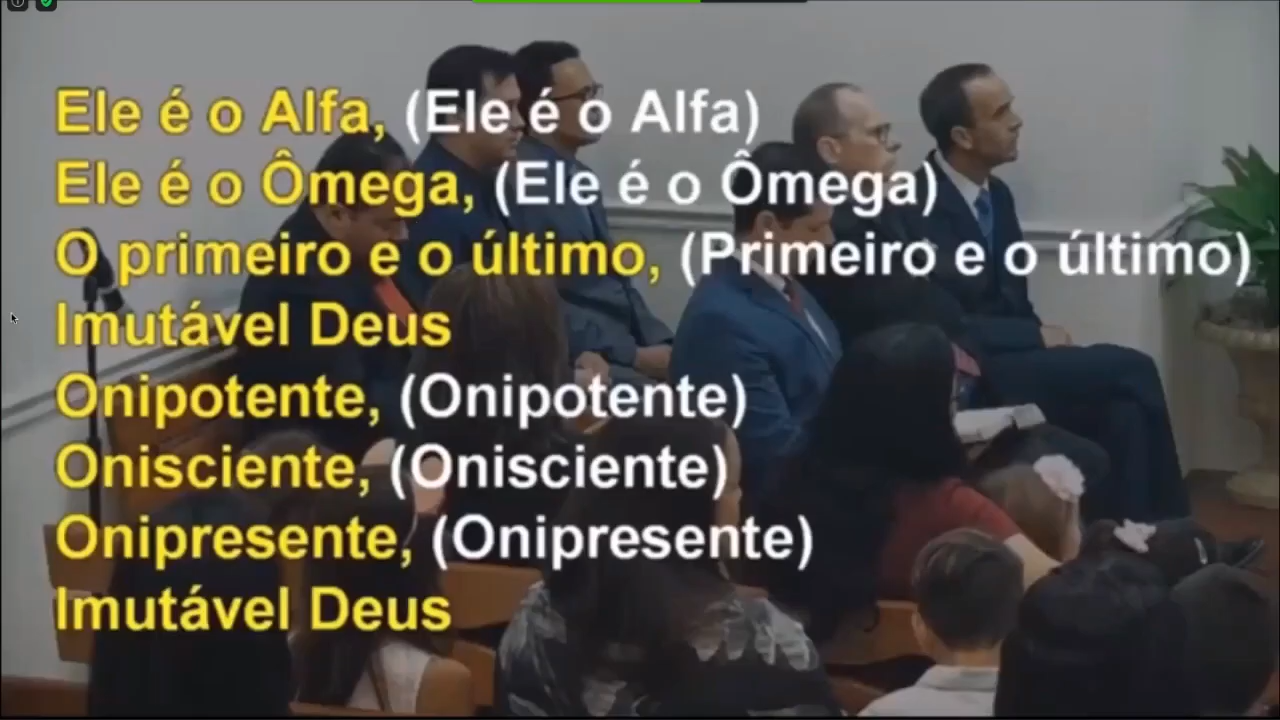 Ele é o Alfa, (Ele é o Alfa)
Ele é o Ômega, (Ele é o Ômega)
O primeiro e o último, (Primeiro e o último)
Imutável Deus
Onipotente, (Onipotente)
Onisciente, (Onisciente)
Onipresente, (Onipresente)
Imutável Deus